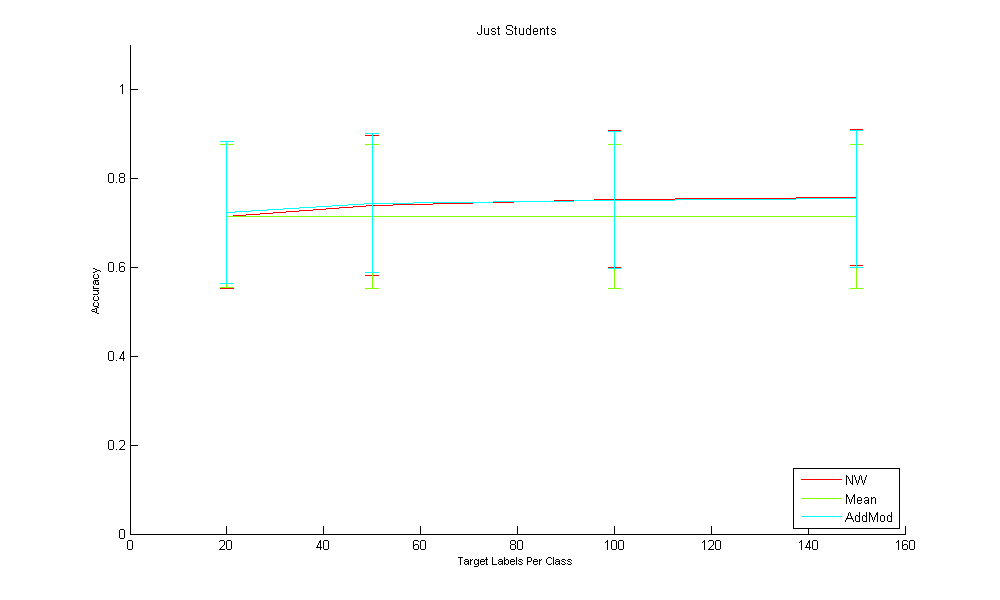 Just Students
1
0.8
0.6
0.4
0.2
0
Accuracy
0 20 40 60 80 100 120 140 160
Target Labels Per Class
NW
Mean
AddMod